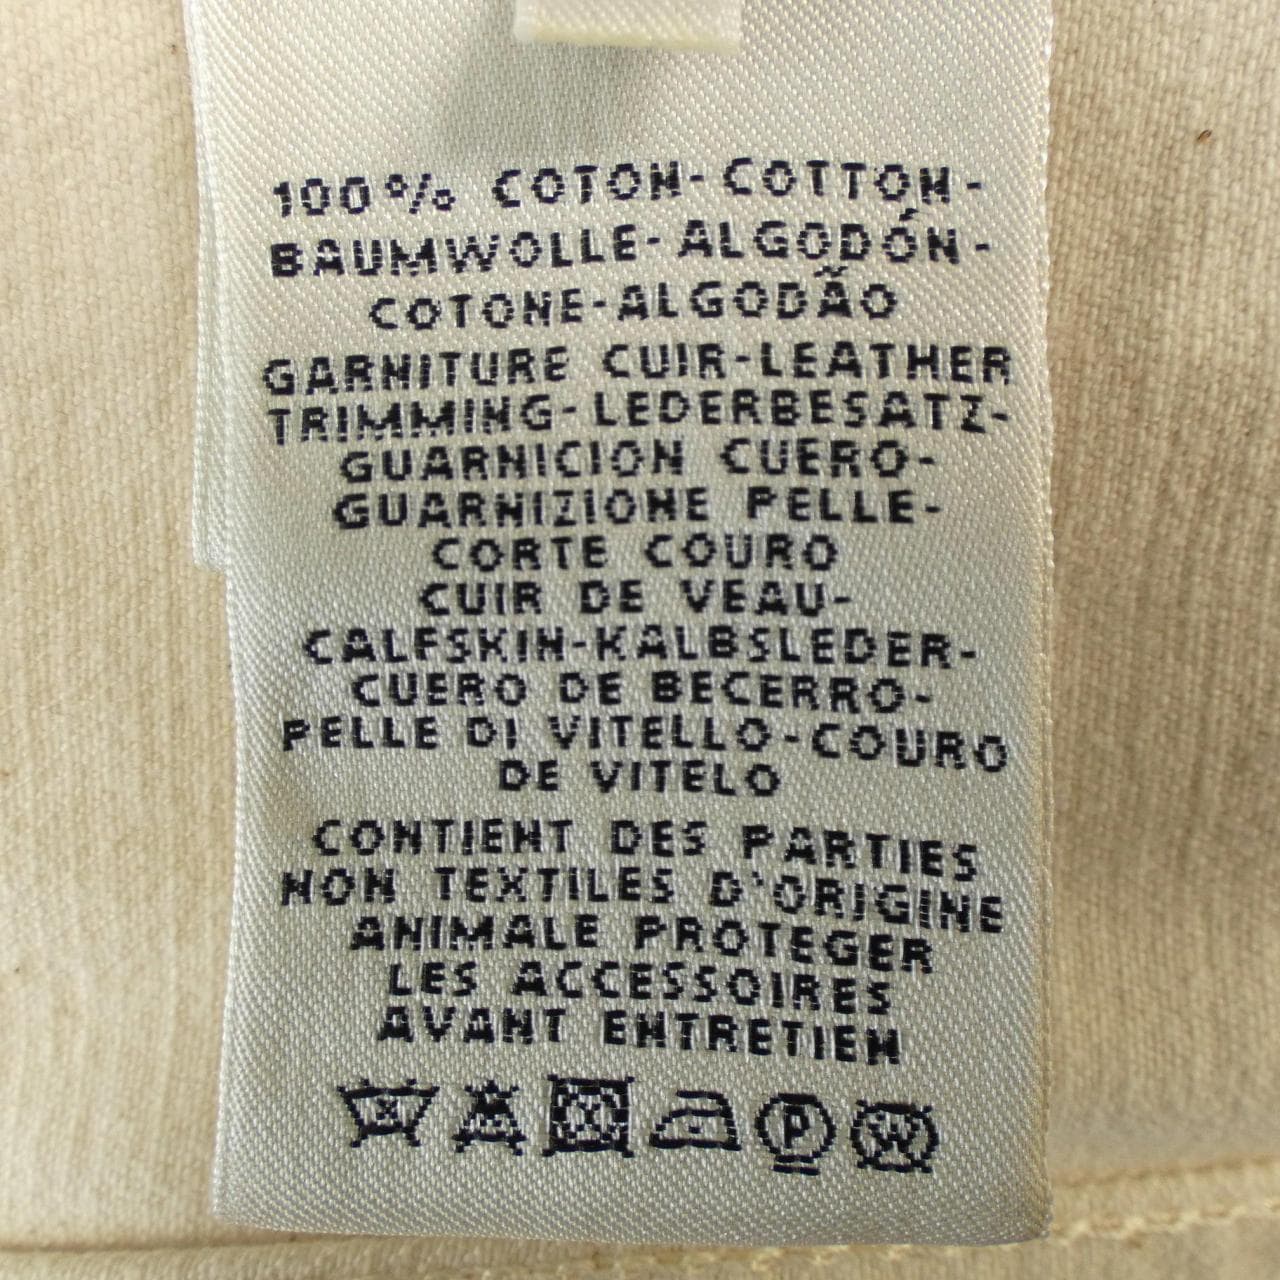 100% COTON-COTTON-
BAUMWOLLE-ALGODÓN-
COTONE-ALGODÃO
GARNITURE CUIR-LEATHER
TRIMMING-LEDERBESATZ-
GUARNICION CUERO-
GUARNIZIONE PELLE-
CORTE COURO
CUIR DE VEAU-
CALFSKIN-KALBSLEDER-
CUERO DE BECERRO-
PELLE DI VITELLO-COURO
DE VITELO
CONTIENT DES PARTIES
NON TEXTILES D'ORIGINE
ANIMALE PROTEGER
LES ACCESSOIRES
AVANT ENTRETIEN
P W